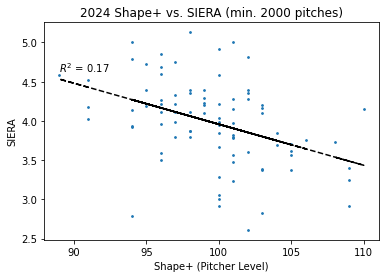 2024 Shape+ vs. SIERA (min. 2000 pitches)
5.0
R² = 0.17
4.5
4.0
SIERA
3.5
3.0
2.5
90 95 100 105 110
Shape+ (Pitcher Level)